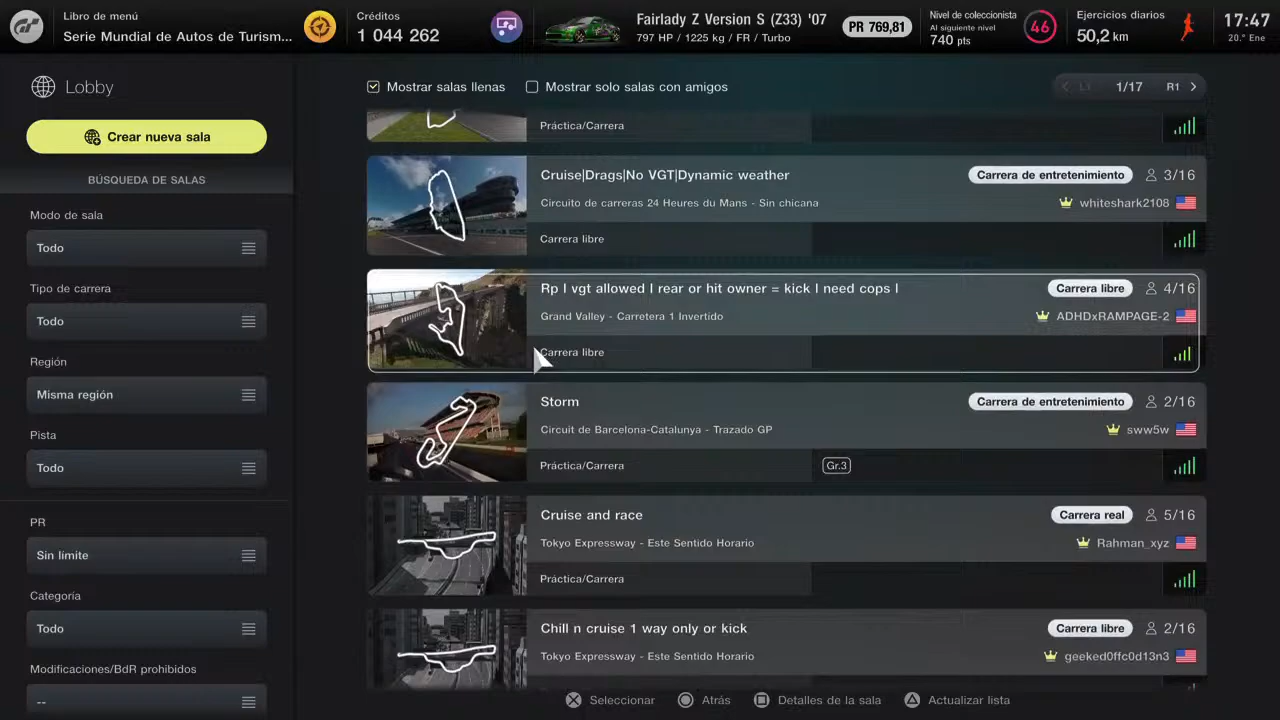 Libro de menú
Serie Mundial de Autos de Turism...
Créditos
1 044 262
Fairlady Z Version S (Z33) '07
797 HP / 1225 kg / FR / Turbo
PR 769,81
Nivel de coleccionista
Al siguiente nivel
740 pts
46
Ejercicios diarios
50,2 km
17:47
20.° Ene
Lobby
Crear nueva sala
BÚSQUEDA DE SALAS
Modo de sala
Todo
Tipo de carrera
Todo
Región
Misma región
Pista
Todo
PR
Sin límite
Categoría
Todo
Modificaciones/BdR prohibidos
--
Mostrar salas llenas
Mostrar solo salas con amigos
L1 1/17 R1
Práctica/Carrera
Cruise|Drags|No VGT|Dynamic weather
Carrera de entretenimiento 3/16
Circuito de carreras 24 Heures du Mans - Sin chicana
whiteshark2108
Carrera libre
Rp I vgt allowed I rear or hit owner = kick I need cops I
Carrera libre 4/16
Grand Valley - Carretera 1 Invertido
ADHDxRAMPAGE-2
Carrera libre
Storm
Carrera de entretenimiento 2/16
Circuit de Barcelona-Catalunya - Trazado GP
sww5w
Práctica/Carrera
Gr.3
Cruise and race
Carrera real 5/16
Tokyo Expressway - Este Sentido Horario
Rahman_xyz
Práctica/Carrera
Chill n cruise 1 way only or kick
Carrera libre 2/16
Tokyo Expressway - Este Sentido Horario
geeked0ffc0d13n3
Seleccionar
Atrás
Detalles de la sala
Actualizar lista